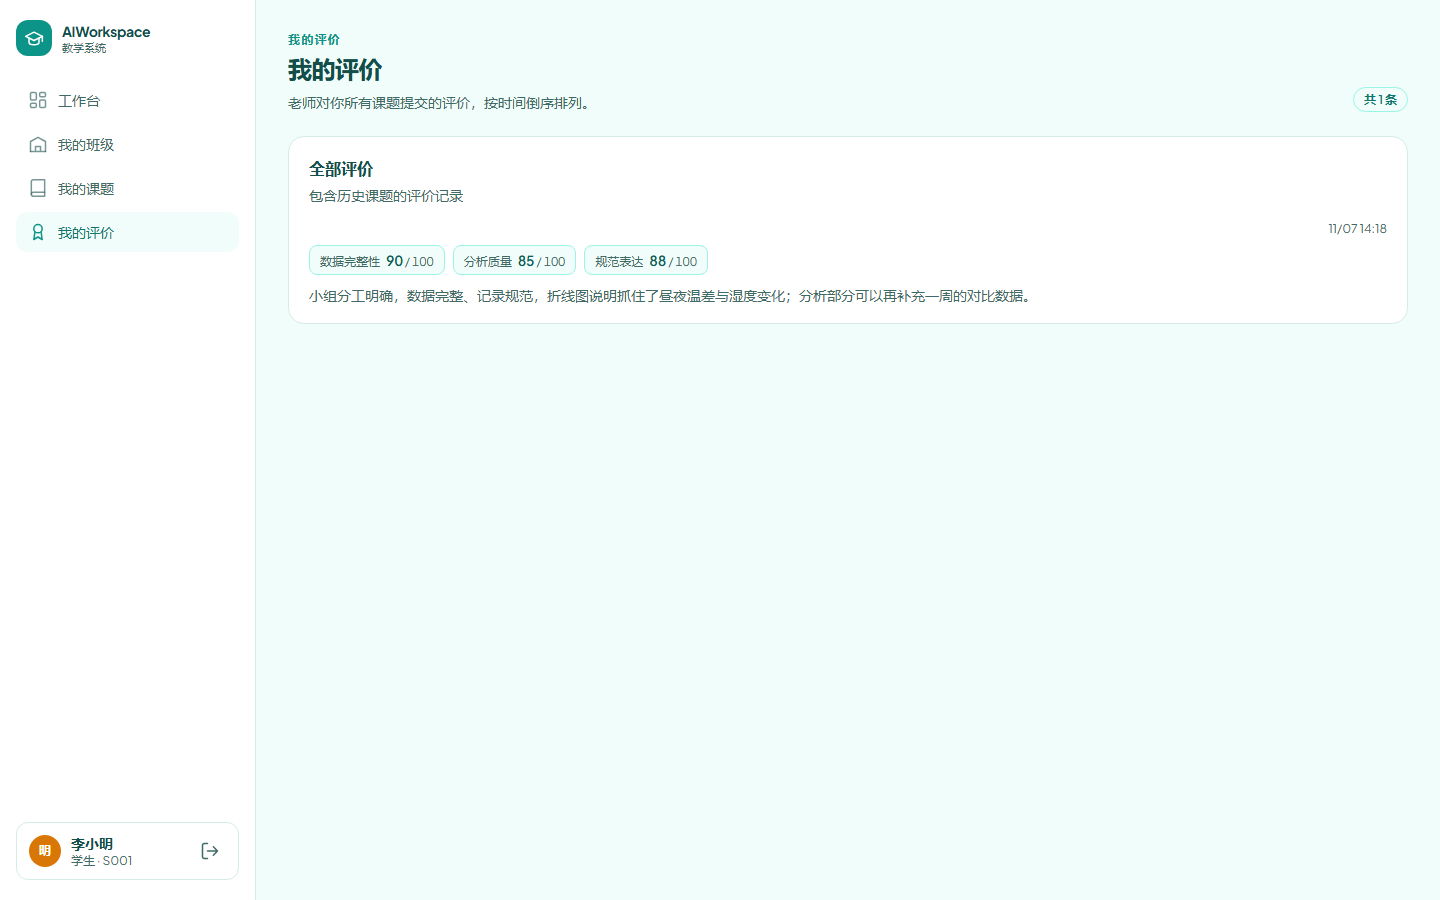 AIWorkspace
教学系统
工作台
我的班级
我的课题
我的评价
明
李小明
学生 · S001
我的评价
我的评价
老师对你所有课题提交的评价，按时间倒序排列。
共 1 条
全部评价
包含历史课题的评价记录
11/07 14:18
数据完整性 90 / 100
分析质量 85 / 100
规范表达 88 / 100
小组分工明确，数据完整、记录规范，折线图说明抓住了昼夜温差与湿度变化；分析部分可以再补充一周的对比数据。